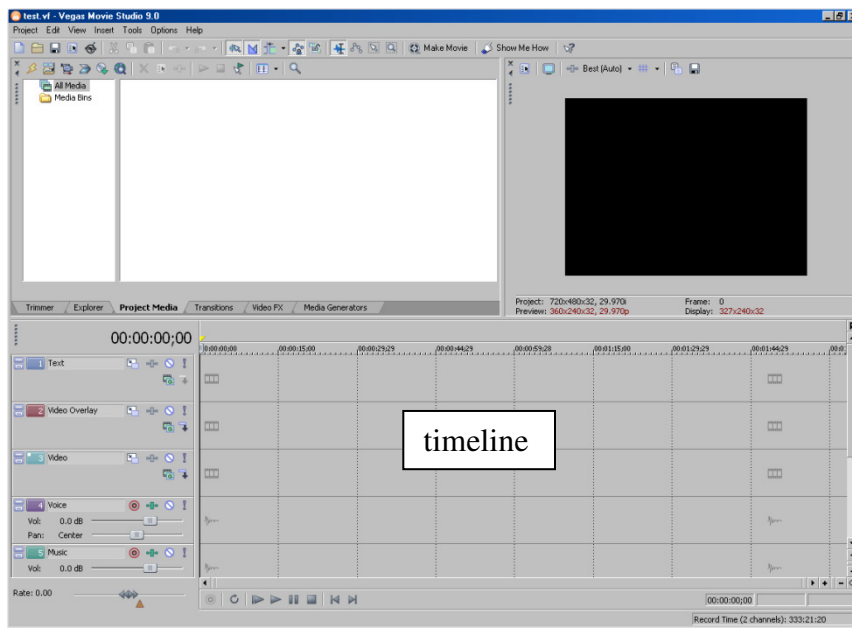 test.vf - Vegas Movie Studio 9.0
Project Edit View Insert Tools Options Help
Make Movie
Show Me How
All Media
Media Bins
Best (Auto)
Trimmer Explorer Project Media Transitions Video FX Media Generators
Project: 720x480x32, 29.970i Frame: 0
Preview: 360x240x32, 29.970p Display: 327x240x32
00:00:00;00
00:00:15;00 00:00:29;29 00:00:44;29 00:00:59;28 00:01:15;00 00:01:29;29 00:01:44;29
1 Text
2 Video Overlay
timeline
3 Video
4 Voice
Vol: 0.0 dB
Pan: Center
5 Music
Vol: 0.0 dB
Rate: 0.00
00:00:00;00
Record Time (2 channels): 333:21:20